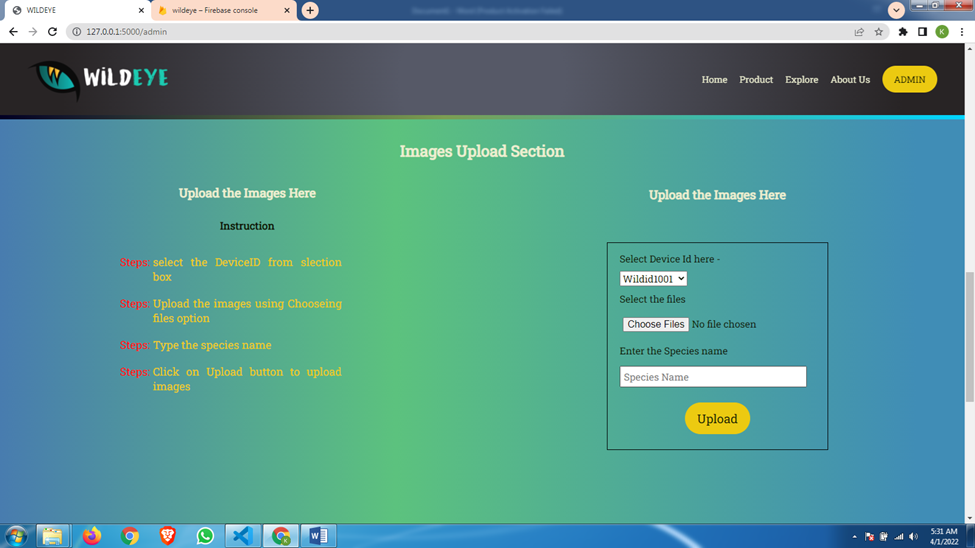 WILDEYE
wildeye – Firebase console
127.0.0.1:5000/admin
K
WiLDEYE
Home Product Explore About Us ADMIN
Images Upload Section
Upload the Images Here
Instruction
Steps: select the DeviceID from slection
box
Steps: Upload the images using Chooseing
files option
Steps: Type the species name
Steps: Click on Upload button to upload
images
Upload the Images Here
Select Device Id here -
Wildid1001
Select the files
Choose Files No file chosen
Enter the Species name
Species Name
Upload
5:31 AM
4/1/2022